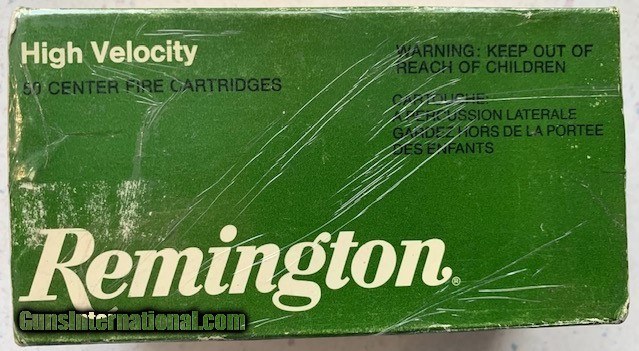 High Velocity
50 CENTER FIRE CARTRIDGES
WARNING: KEEP OUT OF
REACH OF CHILDREN
CARTOUCHE:
A PERCUSSION LATERALE
GARDEZ HORS DE LA PORTEE
DES ENFANTS
Remington®
GunsInternational.com